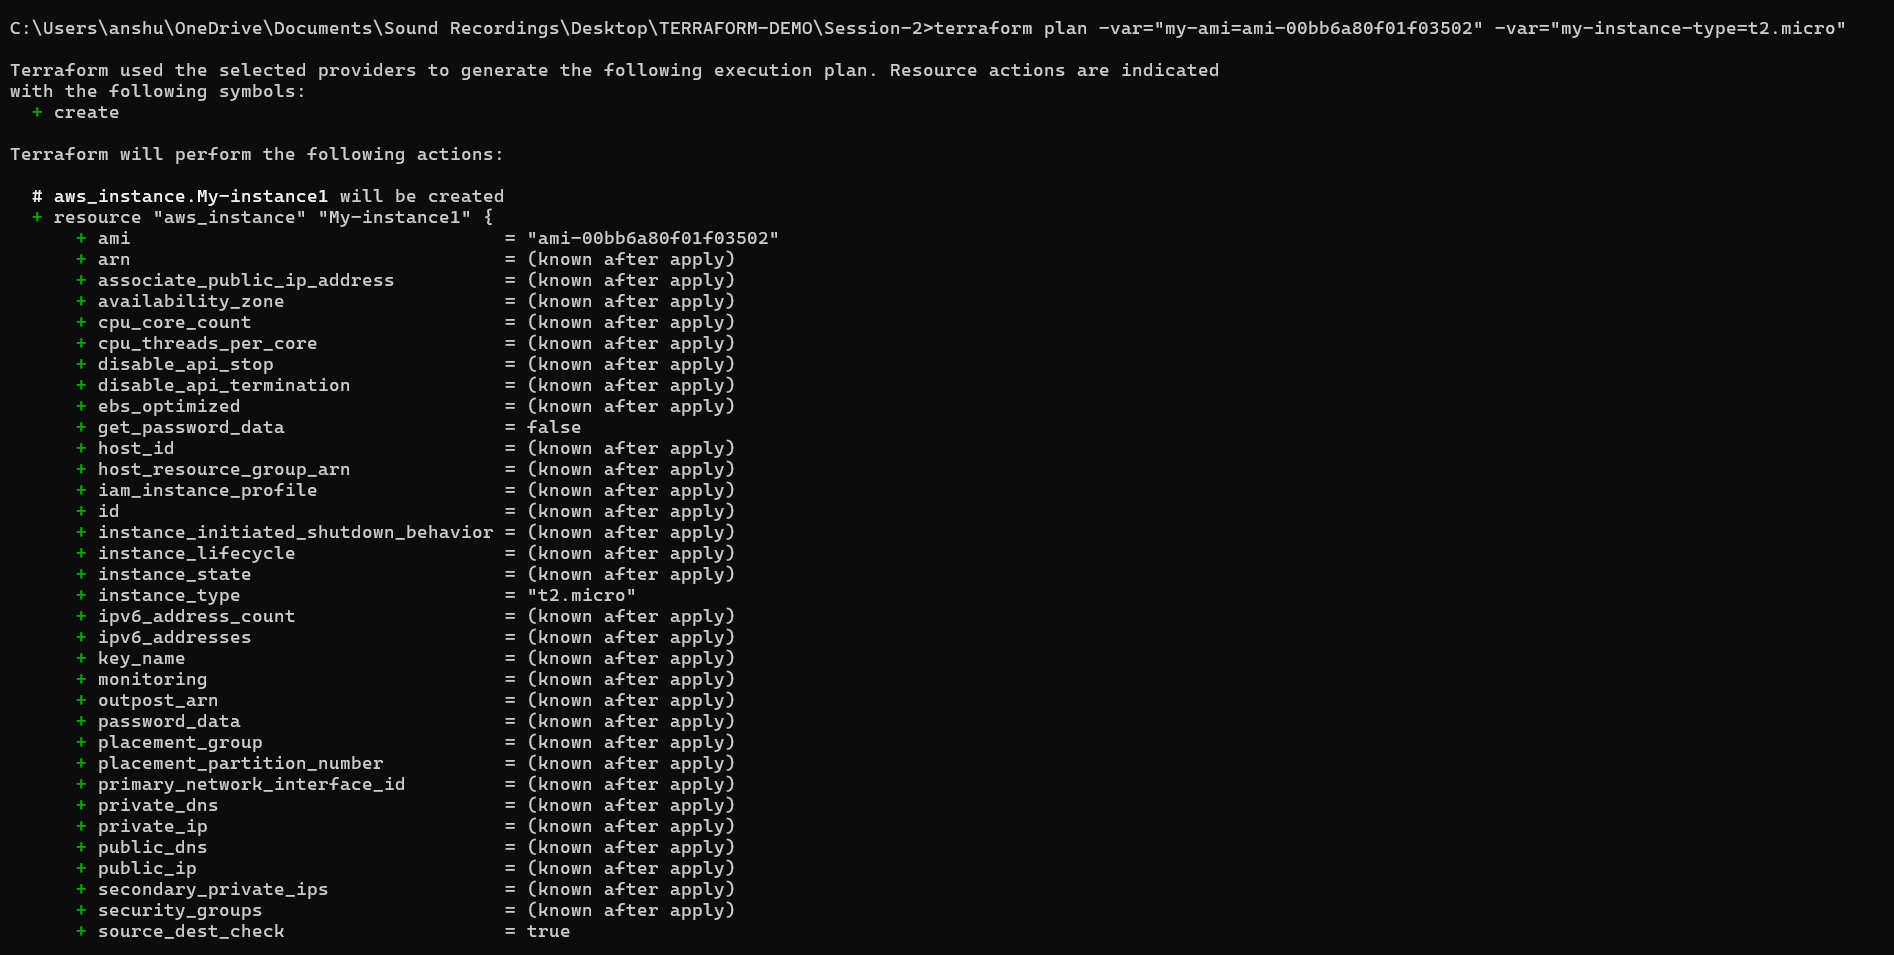 C:\Users\anshu\OneDrive\Documents\Sound Recordings\Desktop\TERRAFORM-DEMO\Session-2>terraform plan -var="my-ami=ami-00bb6a80f01f03502" -var="my-instance-type=t2.micro"
Terraform used the selected providers to generate the following execution plan. Resource actions are indicated
with the following symbols:
  + create
Terraform will perform the following actions:
  # aws_instance.My-instance1 will be created
  + resource "aws_instance" "My-instance1" {
      + ami                                  = "ami-00bb6a80f01f03502"
      + arn                                  = (known after apply)
      + associate_public_ip_address          = (known after apply)
      + availability_zone                    = (known after apply)
      + cpu_core_count                       = (known after apply)
      + cpu_threads_per_core                 = (known after apply)
      + disable_api_stop                     = (known after apply)
      + disable_api_termination              = (known after apply)
      + ebs_optimized                        = (known after apply)
      + get_password_data                    = false
      + host_id                              = (known after apply)
      + host_resource_group_arn              = (known after apply)
      + iam_instance_profile                 = (known after apply)
      + id                                   = (known after apply)
      + instance_initiated_shutdown_behavior = (known after apply)
      + instance_lifecycle                   = (known after apply)
      + instance_state                       = (known after apply)
      + instance_type                        = "t2.micro"
      + ipv6_address_count                   = (known after apply)
      + ipv6_addresses                       = (known after apply)
      + key_name                             = (known after apply)
      + monitoring                           = (known after apply)
      + outpost_arn                          = (known after apply)
      + password_data                        = (known after apply)
      + placement_group                      = (known after apply)
      + placement_partition_number           = (known after apply)
      + primary_network_interface_id         = (known after apply)
      + private_dns                          = (known after apply)
      + private_ip                           = (known after apply)
      + public_dns                           = (known after apply)
      + public_ip                            = (known after apply)
      + secondary_private_ips                = (known after apply)
      + security_groups                      = (known after apply)
      + source_dest_check                    = true